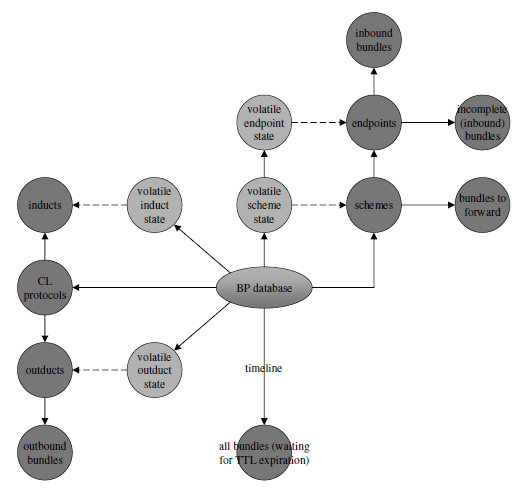 inbound
bundles
volatile
endpoint
state
endpoints
incomplete
(inbound)
bundles
inducts
volatile
induct
state
volatile
scheme
state
schemes
bundles to
forward
CL
protocols
BP database
outducts
volatile
outduct
state
timeline
outbound
bundles
all bundles (waiting
for TTL expiration)